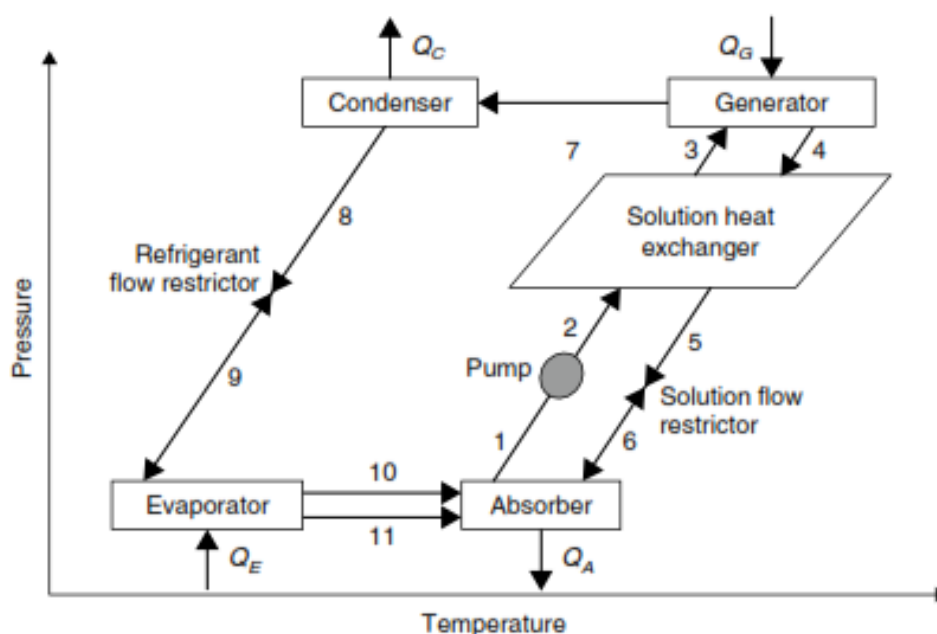 Q_C
Q_G
Condenser
Generator
7
3
4
8
Solution heat
exchanger
Refrigerant
flow restrictor
2
5
Pressure
9
Pump
Solution flow
restrictor
1
6
10
Evaporator
Absorber
11
Q_E
Q_A
Temperature